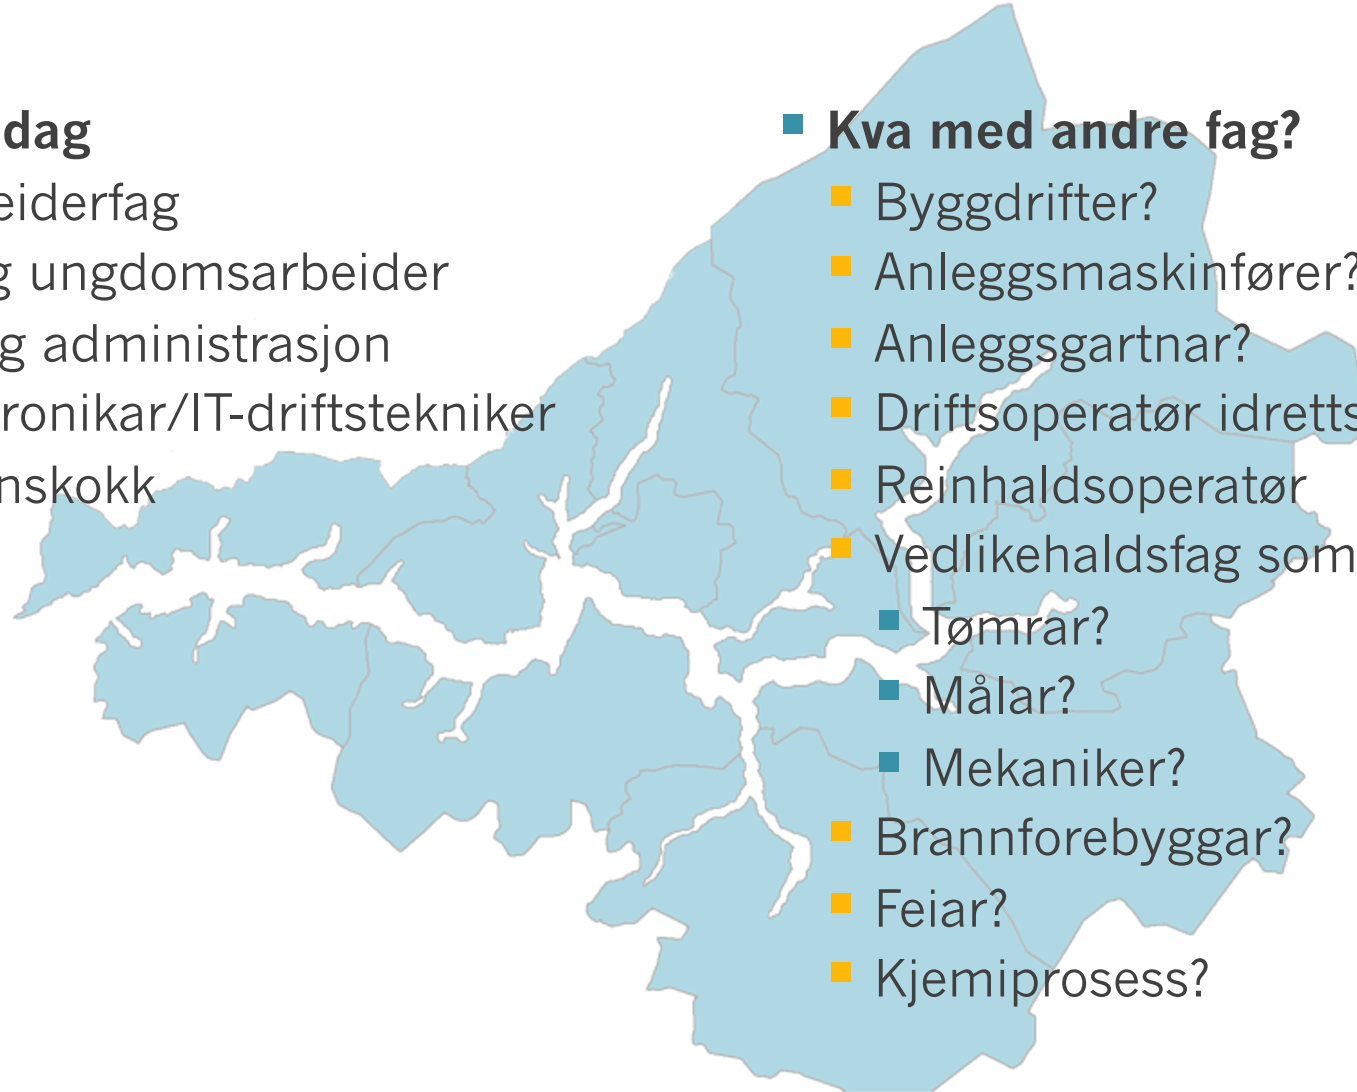 dag
eiderfag
g ungdomsarbeider
g administrasjon
ronikar/IT-driftstekniker
nskokk
Kva med andre fag?
Byggdrifter?
Anleggsmaskinfører?
Anleggsgartnar?
Driftsoperatør idretts
Reinhaldsoperatør
Vedlikehaldsfag som
Tømrar?
Målar?
Mekaniker?
Brannforebyggar?
Feiar?
Kjemiprosess?